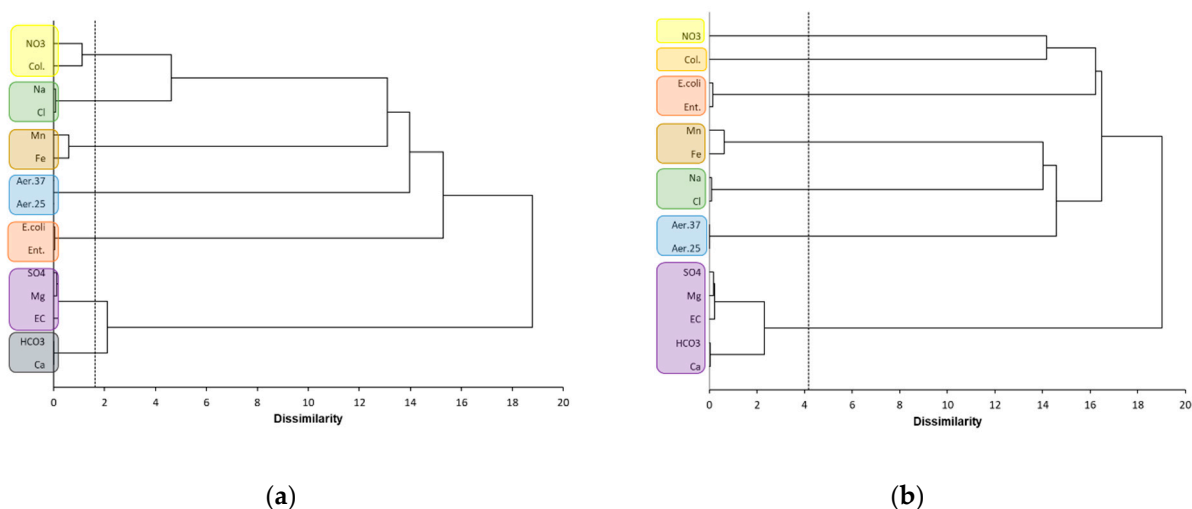 NO3
Col.
Na
Cl
Mn
Fe
Aer.37
Aer.25
E.coli
Ent.
SO4
Mg
EC
HCO3
Ca
0 2 4 6 8 10 12 14 16 18 20
Dissimilarity
(a)
NO3
Col.
E.coli
Ent.
Mn
Fe
Na
Cl
Aer.37
Aer.25
SO4
Mg
EC
HCO3
Ca
0 2 4 6 8 10 12 14 16 18 20
Dissimilarity
(b)